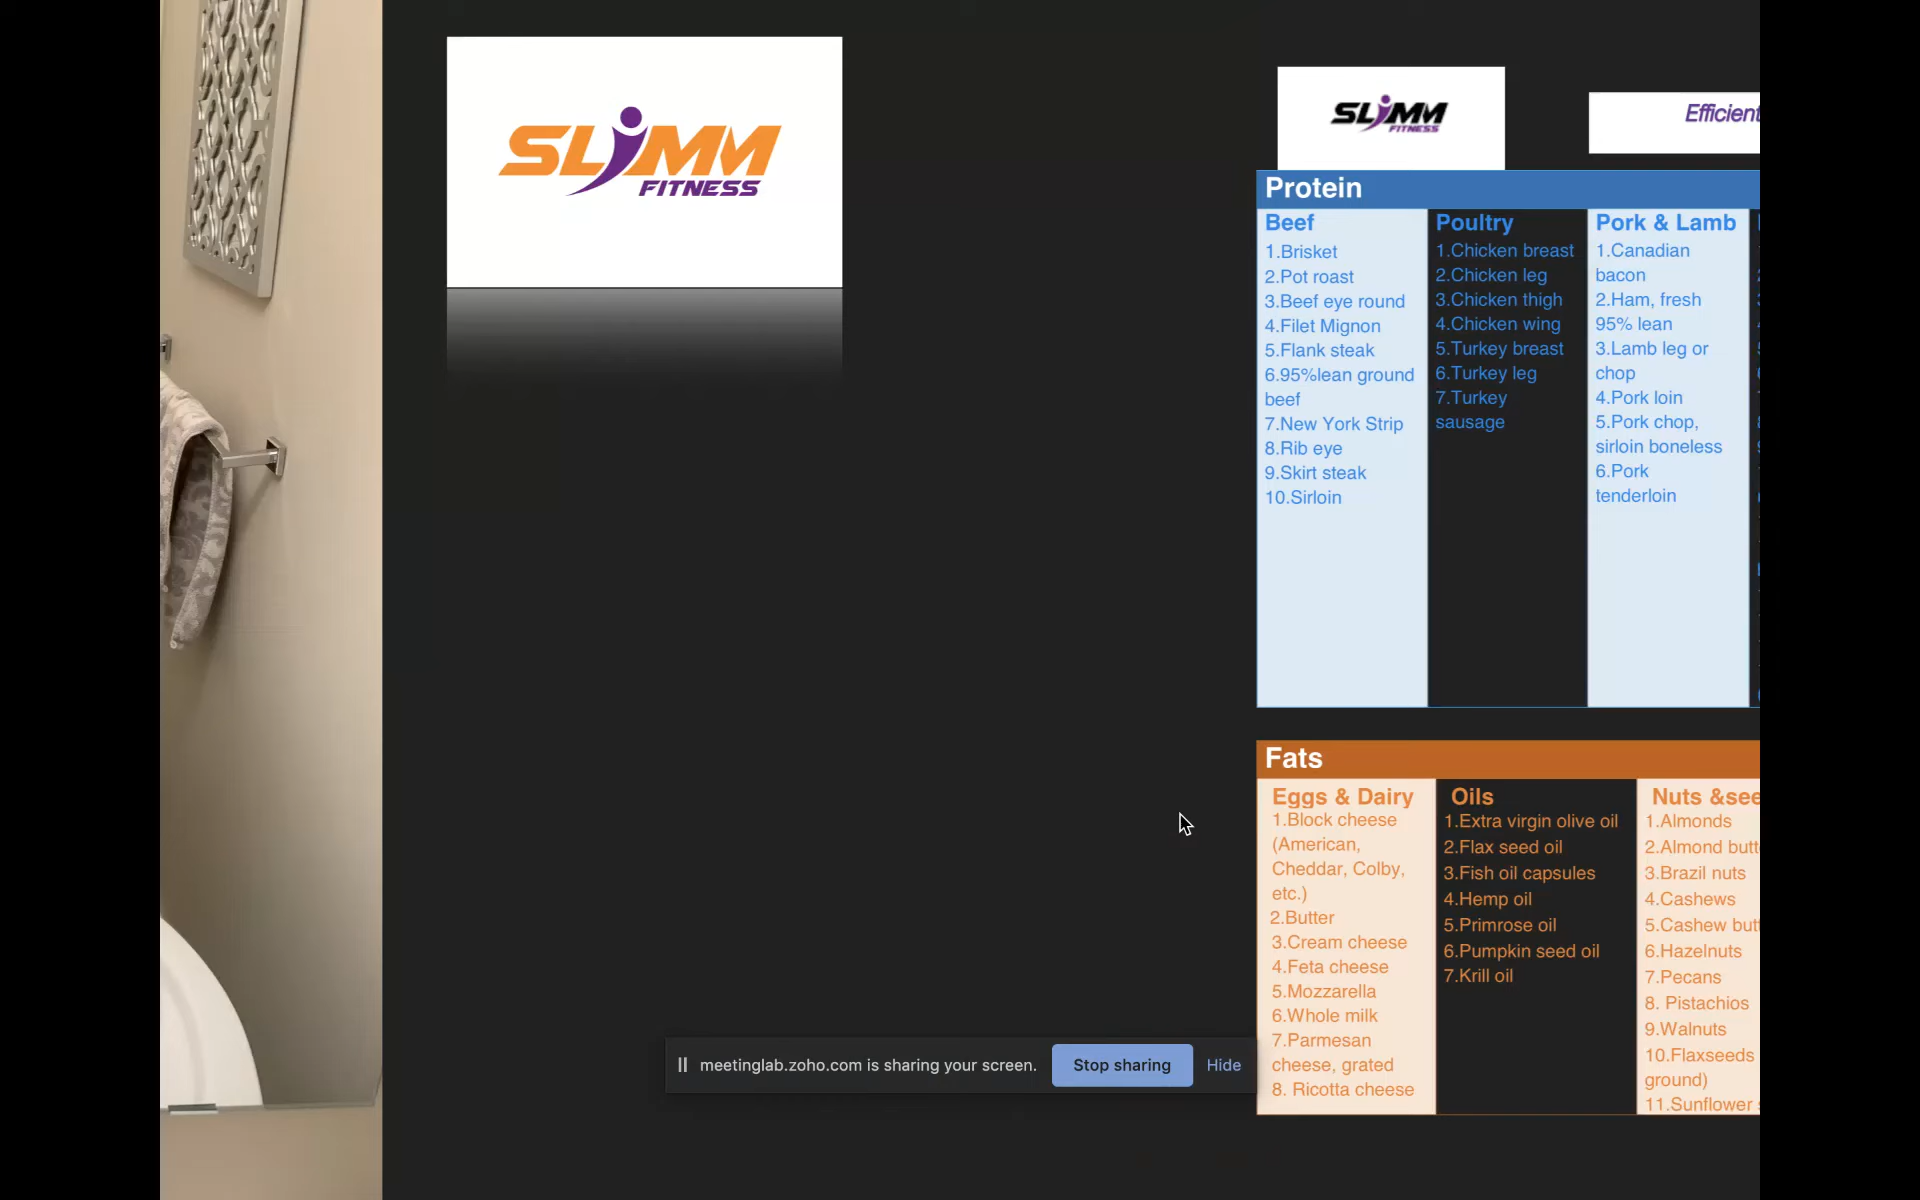 SLIMM
FITNESS
SLIMM
FITNESS
Efficient
Protein
Beef
1.Brisket
2.Pot roast
3.Beef eye round
4.Filet Mignon
5.Flank steak
6.95%lean ground
beef
7.New York Strip
8.Rib eye
9.Skirt steak
10.Sirloin
Poultry
1.Chicken breast
2.Chicken leg
3.Chicken thigh
4.Chicken wing
5.Turkey breast
6.Turkey leg
7.Turkey
sausage
Pork & Lamb
1.Canadian
bacon
2.Ham, fresh
95% lean
3.Lamb leg or
chop
4.Pork loin
5.Pork chop,
sirloin boneless
6.Pork
tenderloin
Fats
Eggs & Dairy
1.Block cheese
(American,
Cheddar, Colby,
etc.)
2.Butter
3.Cream cheese
4.Feta cheese
5.Mozzarella
6.Whole milk
7.Parmesan
cheese, grated
8. Ricotta cheese
Oils
1.Extra virgin olive oil
2.Flax seed oil
3.Fish oil capsules
4.Hemp oil
5.Primrose oil
6.Pumpkin seed oil
7.Krill oil
Nuts &see
1.Almonds
2.Almond butt
3.Brazil nuts
4.Cashews
5.Cashew butt
6.Hazelnuts
7.Pecans
8. Pistachios
9.Walnuts
10.Flaxseeds
ground)
11.Sunflower
meetinglab.zoho.com is sharing your screen.
Stop sharing
Hide